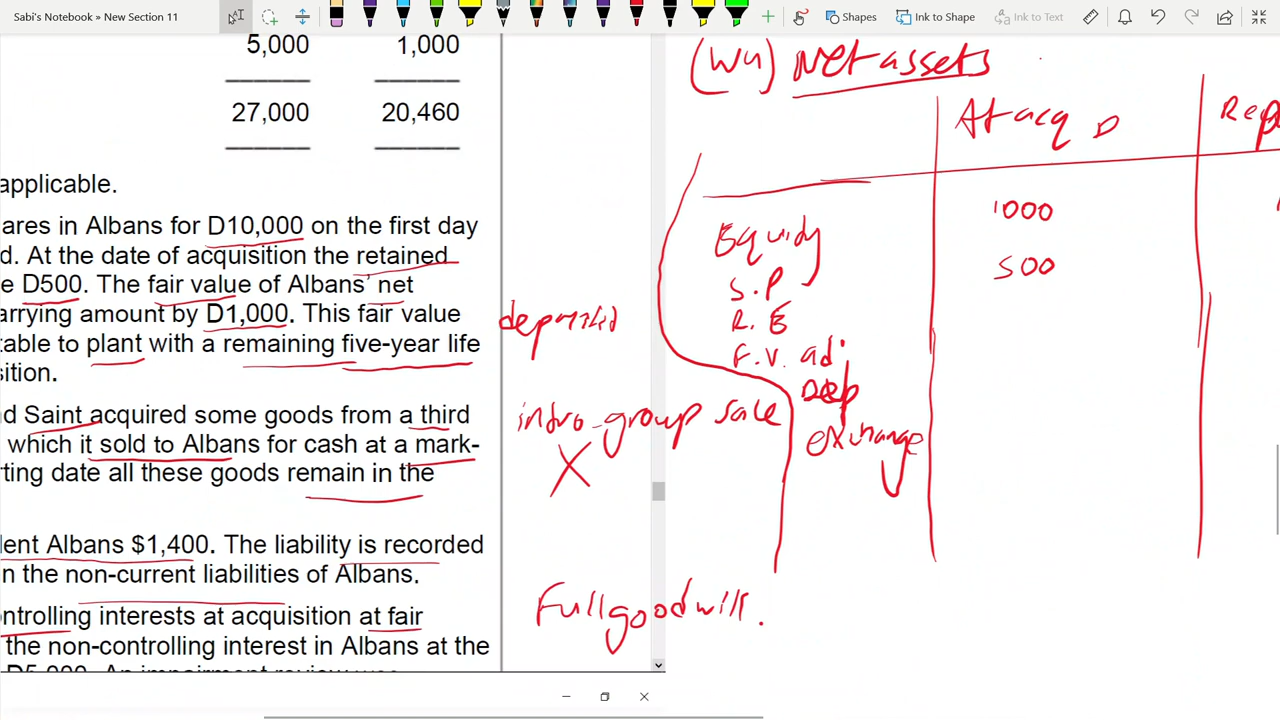 Sabi's Notebook » New Section 11
Shapes
Ink to Shape
Ink to Text
5,000 1,000
27,000 20,460
applicable.
ares in Albans for D10,000 on the first day
d. At the date of acquisition the retained
e D500. The fair value of Albans' net
arrying amount by D1,000. This fair value
table to plant with a remaining five-year life
sition.
nd Saint acquired some goods from a third
which it sold to Albans for cash at a mark-
rting date all these goods remain in the
lent Albans $1,400. The liability is recorded
in the non-current liabilities of Albans.
ontrolling interests at acquisition at fair
the non-controlling interest in Albans at the
intra-group sale
X
Full goodwill.
(W4) Net assets
At acq D
Equity 1000
S.P 500
R.E
F.V. adj
Dep
exchange